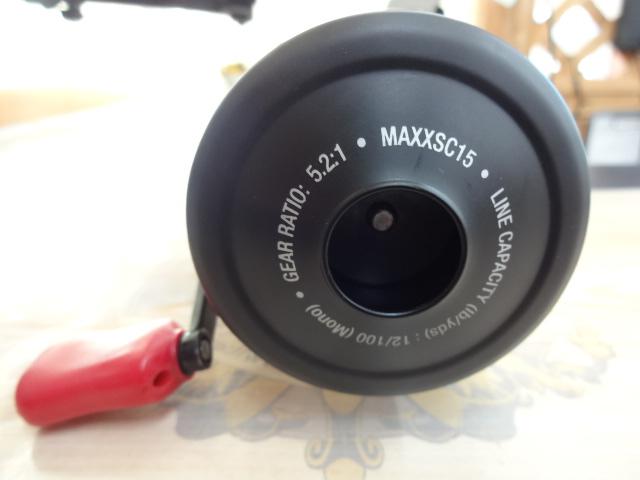 • GEAR RATIO: 5.2:1 • MAXXSC15 • LINE CAPACITY (lb/yds) : 12/100 (Mono)